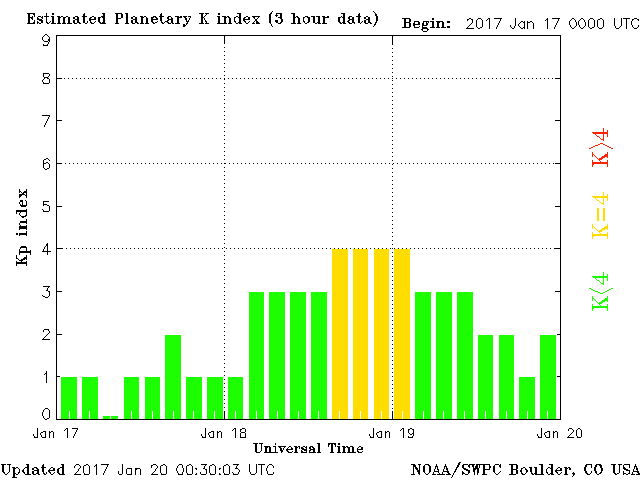 Estimated Planetary K index (3 hour data) Begin: 2017 Jan 17 0000 UTC
9
8
7
6
5
4
3
2
1
0
Kp index
K>4
K=4
K<4
Jan 17 Jan 18 Jan 19 Jan 20
Universal Time
Updated 2017 Jan 20 00:30:03 UTC NOAA/SWPC Boulder, CO USA